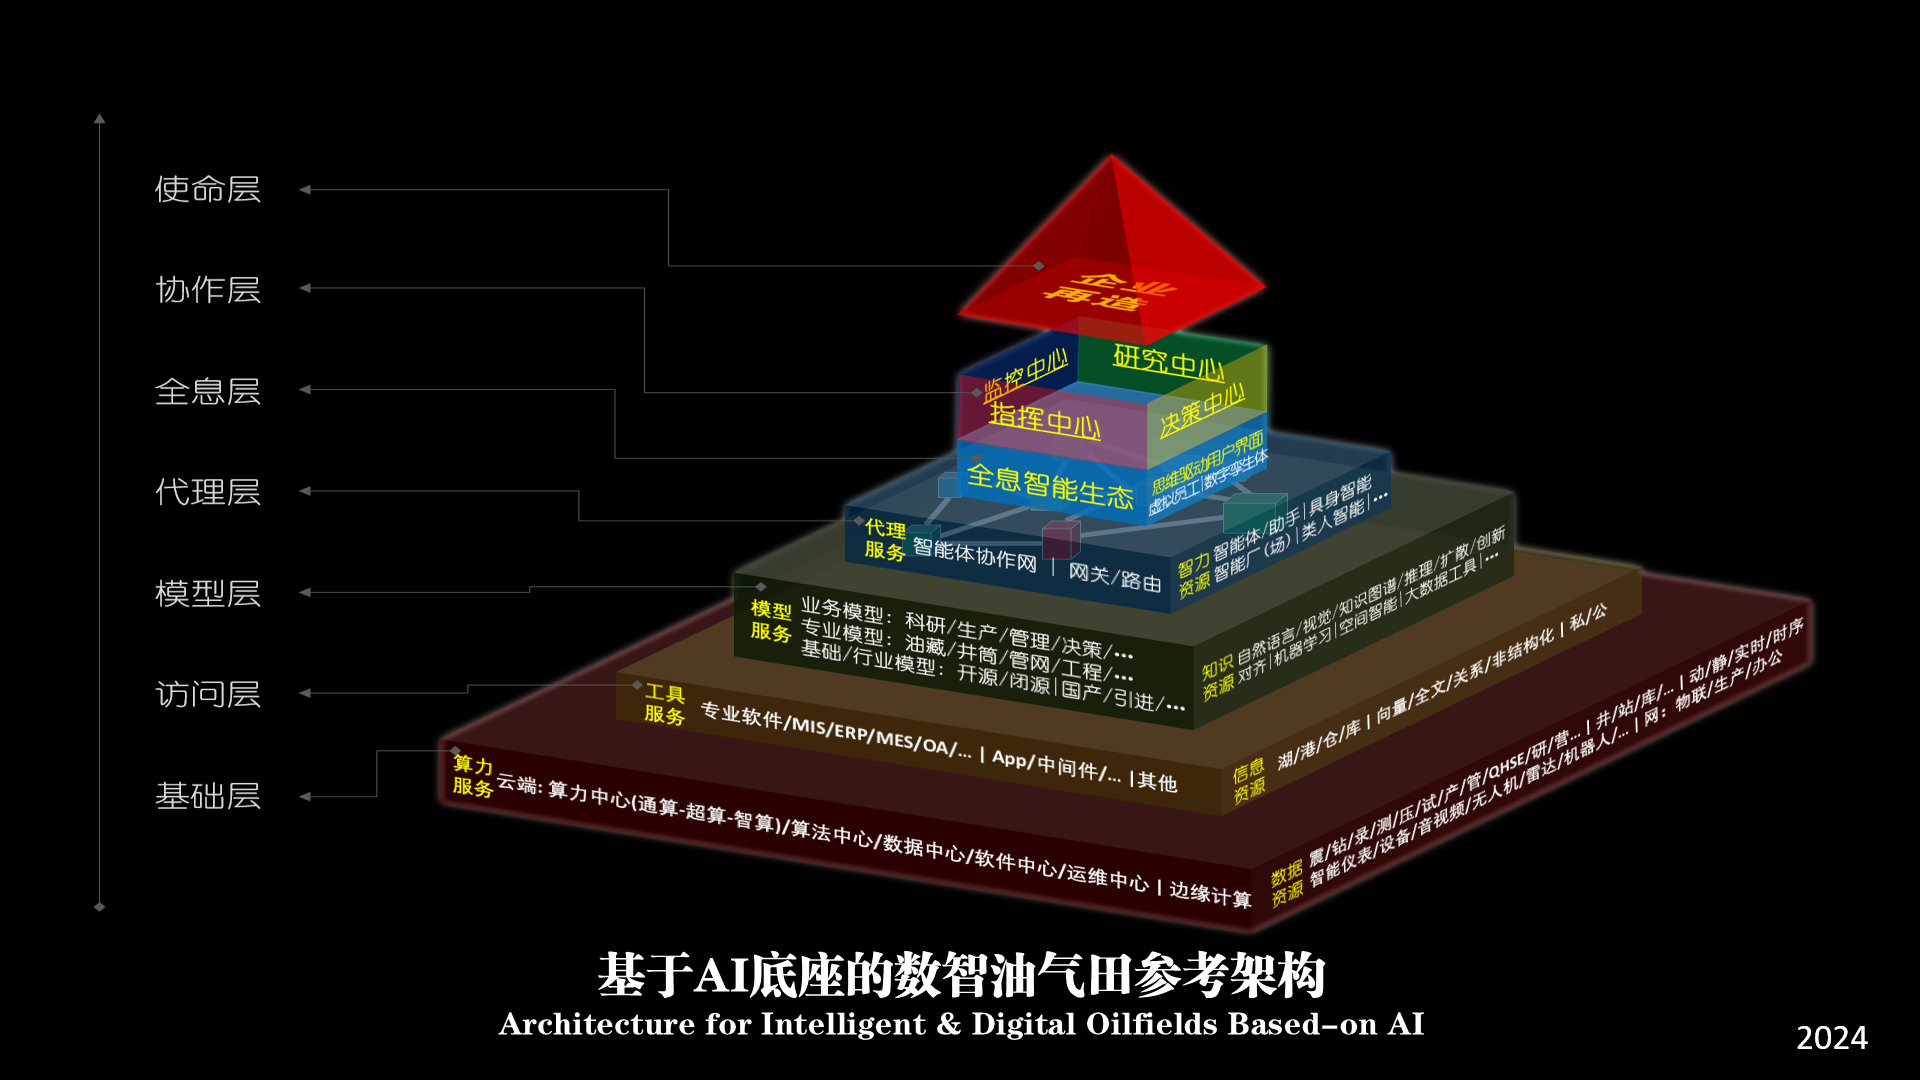 使命层
协作层
全息层
代理层
模型层
访问层
基础层
企业
再造
监控中心
研究中心
指挥中心
决策中心
全息智能生态
思维驱动用户界面
虚拟员工|数字孪生体
代理
服务
智能体协作网 | 网关/路由
智力
资源
智能体/助手|具身智能
智能厂(场)|类人智能|...
模型
服务
业务模型：科研/生产/管理/决策/...
专业模型：油藏/井筒/管网/工程/...
基础/行业模型：开源/闭源|国产/引进/...
知识
资源
自然语言/视觉/知识图谱/推理/扩散/创新
对齐|机器学习|空间智能|大数据工具|...
工具
服务
专业软件/MIS/ERP/MES/OA/... | App/中间件/... |其他
信息
资源
湖/港/仓/库 | 向量/全文/关系/非结构化 | 私/公
算力
服务
云端: 算力中心(通算-超算-智算)/算法中心/数据中心/软件中心/运维中心 | 边缘计算
数据
资源
震/钻/录/测/压/试/产/管/QHSE/研/营... | 井/站/库/... | 动/静/实时/时序
智能仪表/设备/音视频/无人机/雷达/机器人/... | 网：物联/生产/办公
基于AI底座的数智油气田参考架构
Architecture for Intelligent & Digital Oilfields Based-on AI
2024